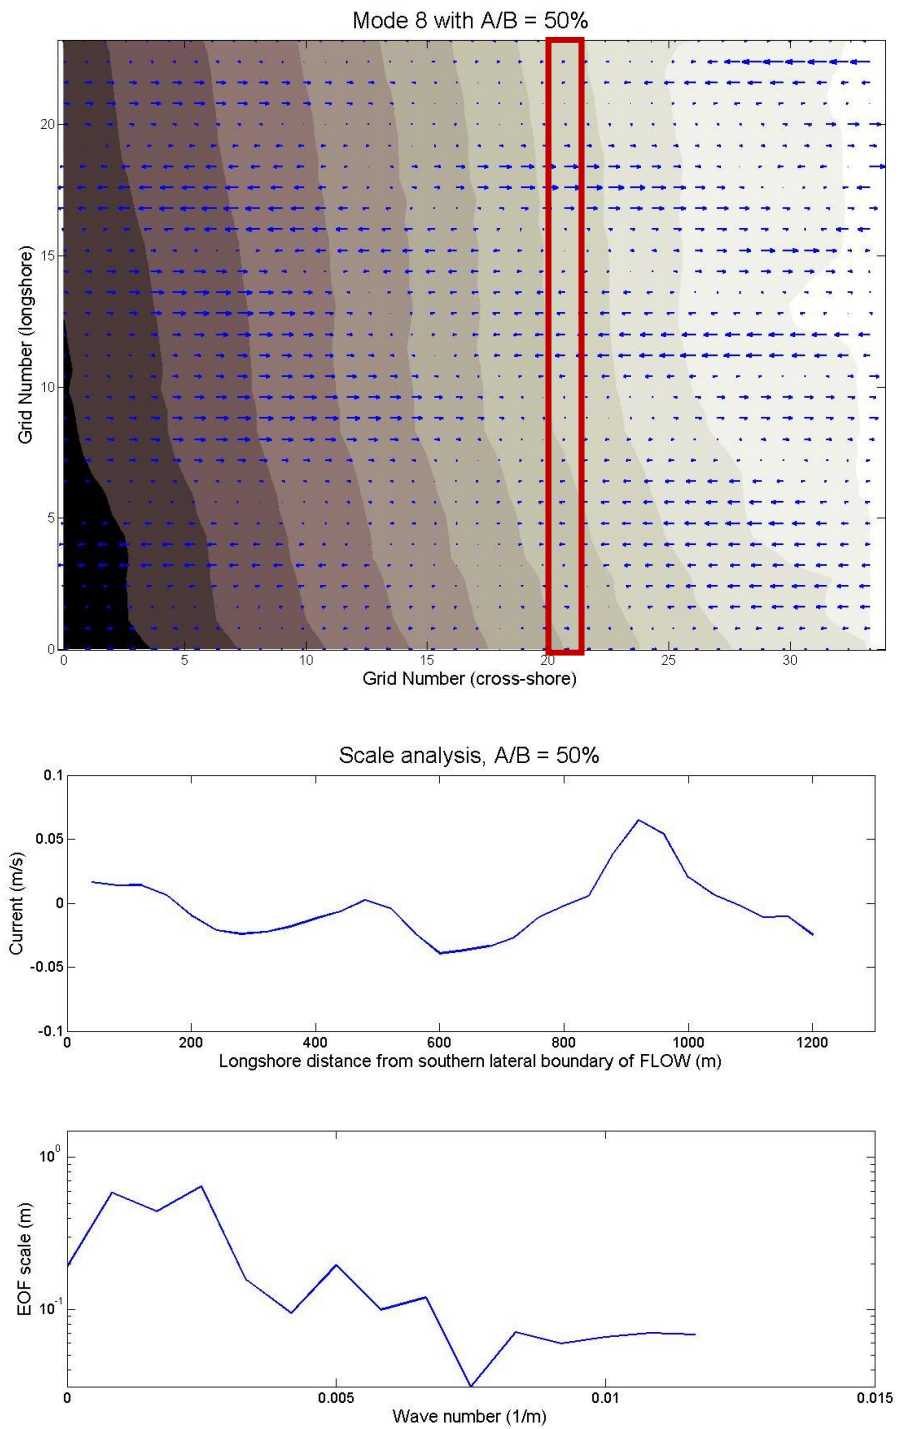 Mode 8 with A/B = 50%
Grid Number (longshore)
20
15
10
5
0
0 5 10 15 20 25 30
Grid Number (cross-shore)
Scale analysis, A/B = 50%
Current (m/s)
0.1
0.05
0
-0.05
-0.1
0 200 400 600 800 1000 1200
Longshore distance from southern lateral boundary of FLOW (m)
EOF scale (m)
10^0
10^-1
0 0.005 0.01 0.015
Wave number (1/m)